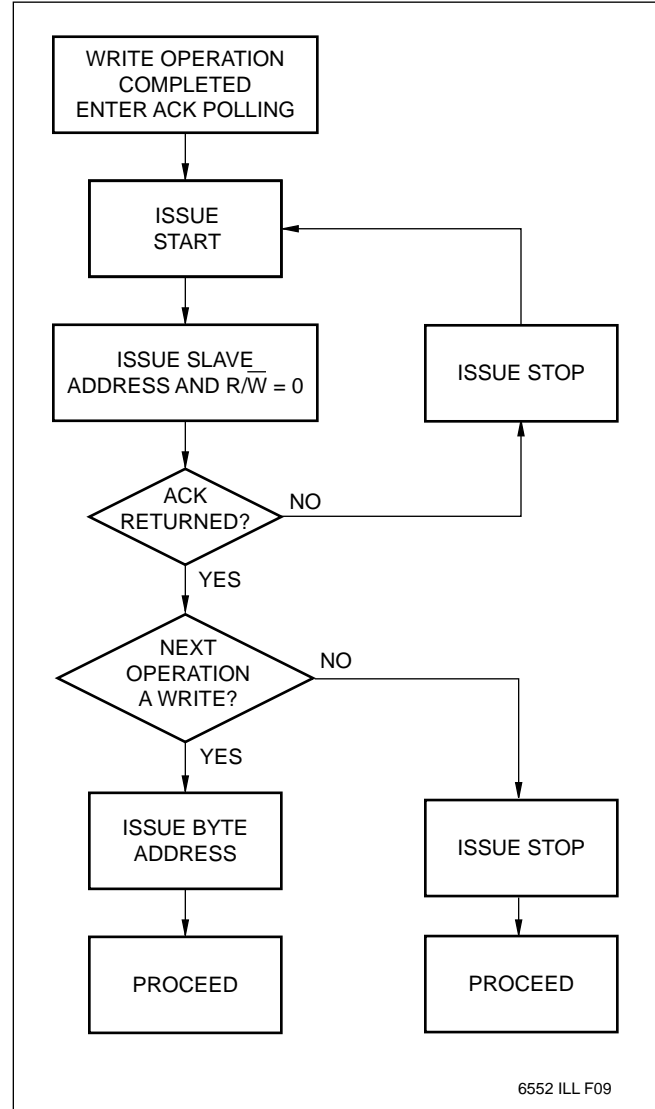 WRITE OPERATION
COMPLETED
ENTER ACK POLLING
ISSUE
START
ISSUE SLAVE
ADDRESS AND R/W̅ = 0
ISSUE STOP
ACK
RETURNED?
NO
YES
NEXT
OPERATION
A WRITE?
NO
YES
ISSUE BYTE
ADDRESS
ISSUE STOP
PROCEED
PROCEED
6552 ILL F09